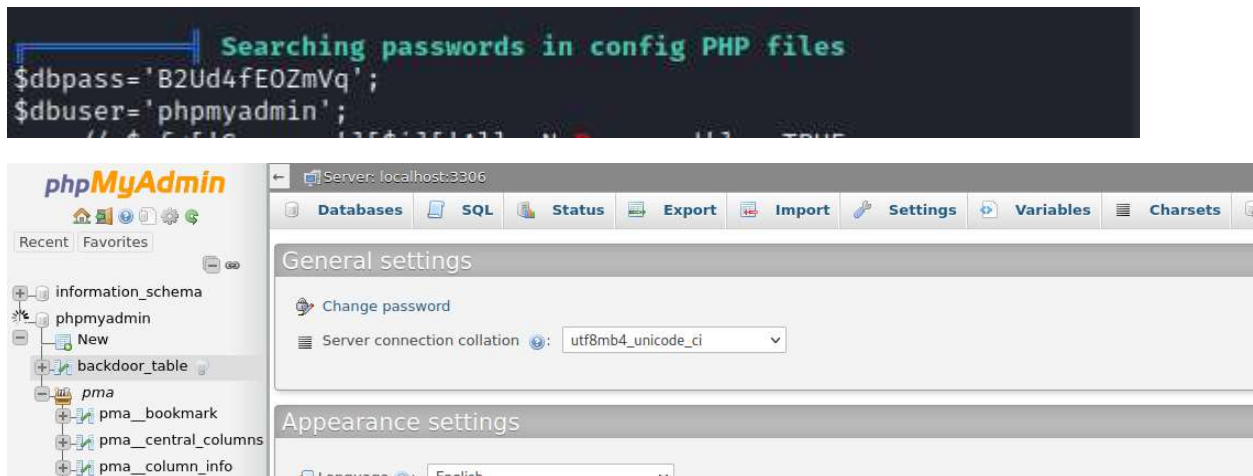 Searching passwords in config PHP files
$dbpass='B2Ud4fEOZmVq';
$dbuser='phpmyadmin';
phpMyAdmin
Recent Favorites
information_schema
phpmyadmin
New
backdoor_table
pma
pma__bookmark
pma__central_columns
pma__column_info
Server: localhost:3306
Databases SQL Status Export Import Settings Variables Charsets
General settings
Change password
Server connection collation : utf8mb4_unicode_ci
Appearance settings
Language : English